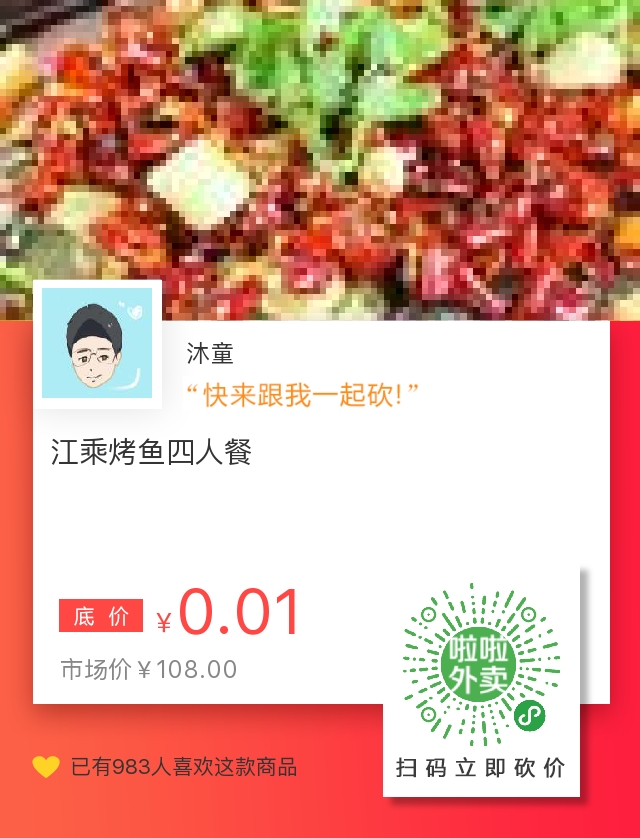 沐童
“快来跟我一起砍!”
江乘烤鱼四人餐
底价 ¥0.01
市场价¥108.00
啦啦
外卖
已有983人喜欢这款商品
扫码立即砍价